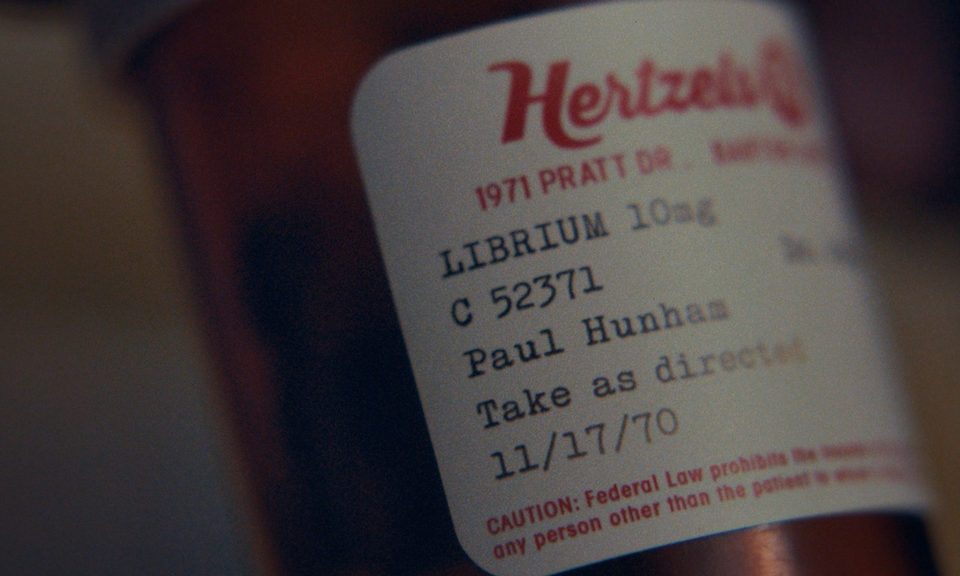 Hertzels
1971 PRATT DR.
LIBRIUM 10mg
C 52371
Paul Hunham
Take as directed
11/17/70
CAUTION: Federal Law prohibits the
any person other than the patient